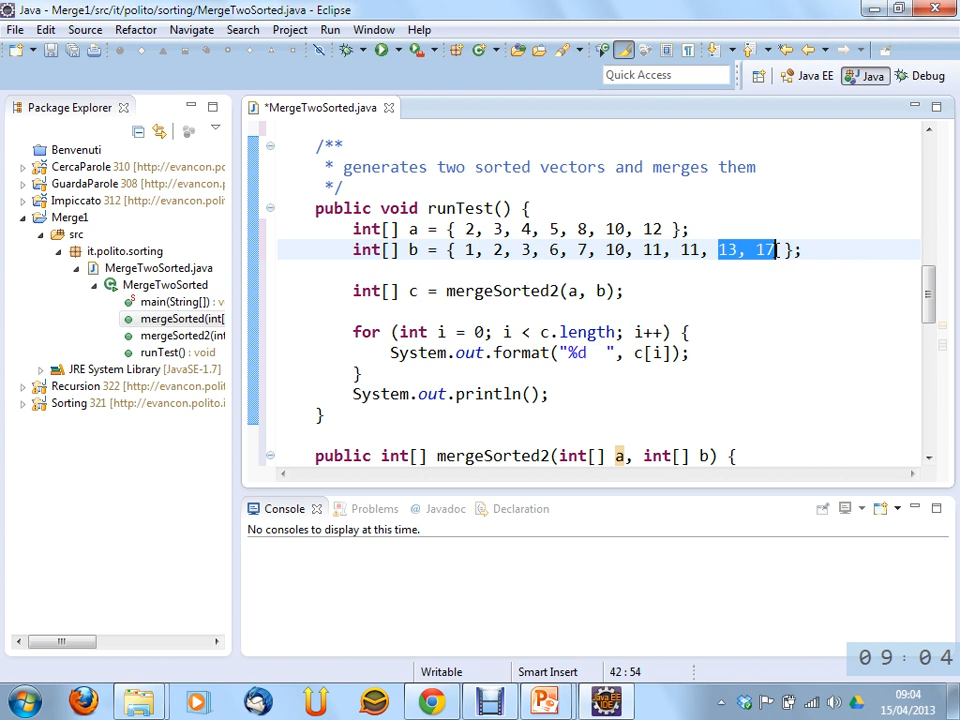 Java - Merge1/src/it/polito/sorting/MergeTwoSorted.java - Eclipse
File Edit Source Refactor Navigate Search Project Run Window Help
Quick Access
Java EE Java Debug
Package Explorer
*MergeTwoSorted.java
Benvenuti
CercaParole 310 [http://evancon.polito.
GuardaParole 308 [http://evancon.
Impiccato 312 [http://evancon.polito.
Merge1
src
it.polito.sorting
MergeTwoSorted.java
MergeTwoSorted
main(String[]) : v
mergeSorted(int[
mergeSorted2(int
runTest() : void
JRE System Library [JavaSE-1.7]
Recursion 322 [http://evancon.polito
Sorting 321 [http://evancon.polito.i
/**
* generates two sorted vectors and merges them
*/
public void runTest() {
int[] a = { 2, 3, 4, 5, 8, 10, 12 };
int[] b = { 1, 2, 3, 6, 7, 10, 11, 11, 13, 17 };
int[] c = mergeSorted2(a, b);
for (int i = 0; i < c.length; i++) {
System.out.format("%d  ", c[i]);
}
System.out.println();
}
public int[] mergeSorted2(int[] a, int[] b) {
Console Problems @ Javadoc Declaration
No consoles to display at this time.
Writable Smart Insert 42 : 54
09:04
09:04
15/04/2013